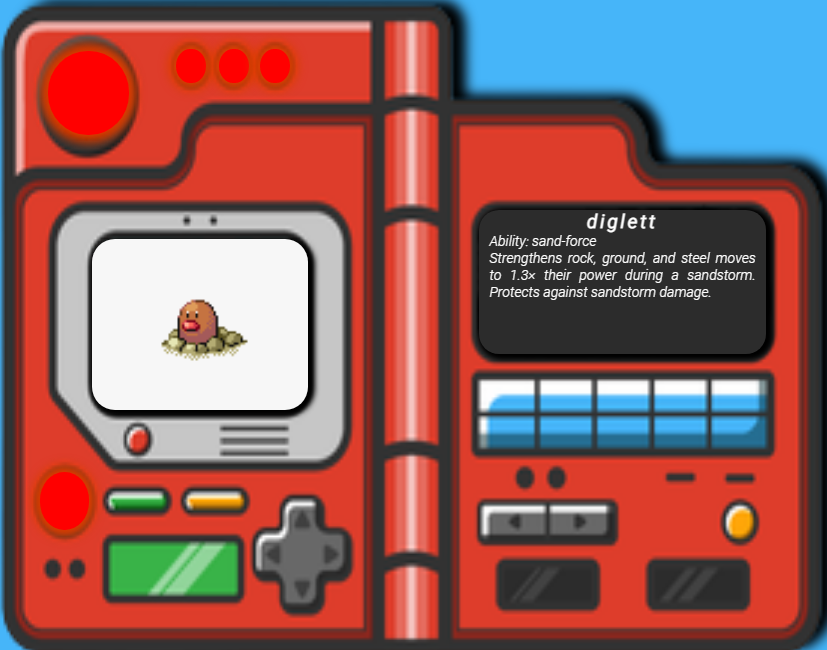 diglett
Ability: sand-force
Strengthens rock, ground, and steel moves
to 1.3× their power during a sandstorm.
Protects against sandstorm damage.